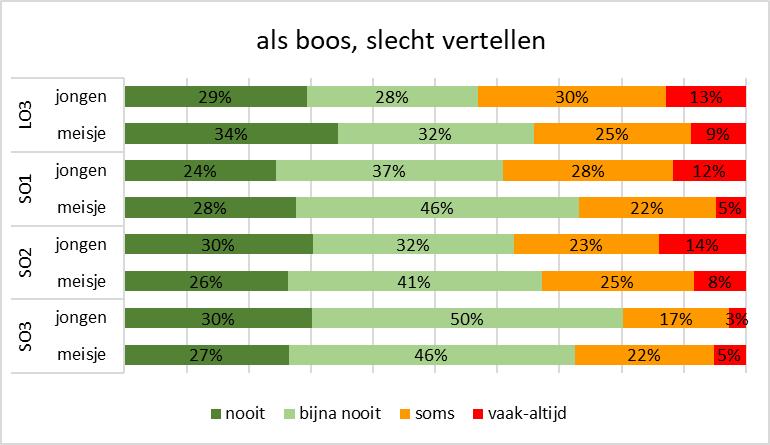 als boos, slecht vertellen
LO3
jongen 29% 28% 30% 13%
meisje 34% 32% 25% 9%
SO1
jongen 24% 37% 28% 12%
meisje 28% 46% 22% 5%
SO2
jongen 30% 32% 23% 14%
meisje 26% 41% 25% 8%
SO3
jongen 30% 50% 17% 3%
meisje 27% 46% 22% 5%
nooit bijna nooit soms vaak-altijd